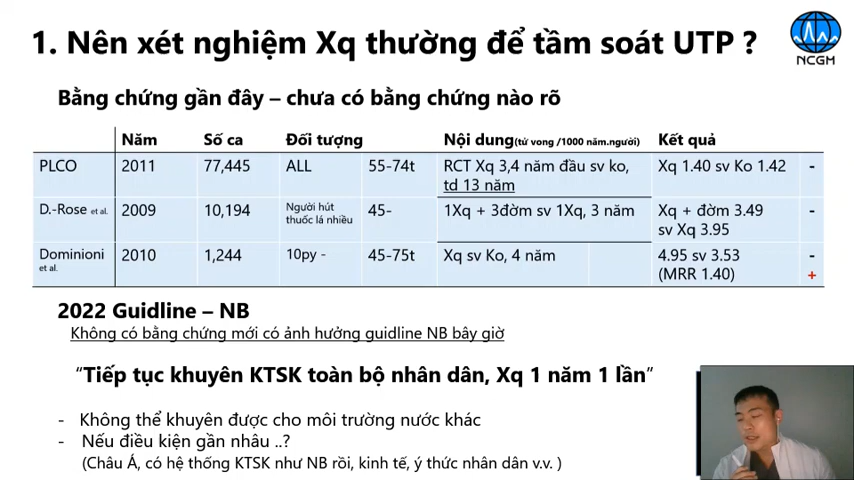 1. Nên xét nghiệm Xq thường để tầm soát UTP ?
NCGM
Bằng chứng gần đây – chưa có bằng chứng nào rõ
Năm Số ca Đối tượng Nội dung(tử vong /1000 năm.người) Kết quả
PLCO 2011 77,445 ALL 55-74t RCT Xq 3,4 năm đầu sv ko, Xq 1.40 sv Ko 1.42 -
td 13 năm
D.-Rose et al. 2009 10,194 Người hút 45- 1Xq + 3đờm sv 1Xq, 3 năm Xq + đờm 3.49 -
thuốc lá nhiều sv Xq 3.95
Dominioni 2010 1,244 10py - 45-75t Xq sv Ko, 4 năm 4.95 sv 3.53 -
et al. (MRR 1.40) +
2022 Guidline – NB
Không có bằng chứng mới có ảnh hưởng guidline NB bây giờ
“Tiếp tục khuyên KTSK toàn bộ nhân dân, Xq 1 năm 1 lần”
- Không thể khuyên được cho môi trường nước khác
- Nếu điều kiện gần nhâu ..?
(Châu Á, có hệ thống KTSK như NB rồi, kinh tế, ý thức nhân dân v.v. )